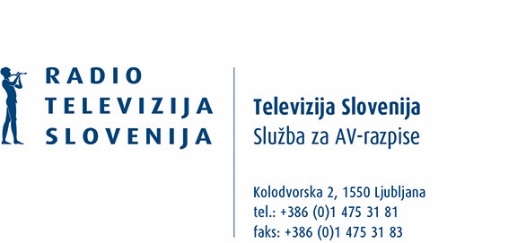 RADIO
TELEVIZIJA
SLOVENIJA
Televizija Slovenija
Služba za AV-razpise
Kolodvorska 2, 1550 Ljubljana
tel.: +386 (0)1 475 31 81
faks: +386 (0)1 475 31 83